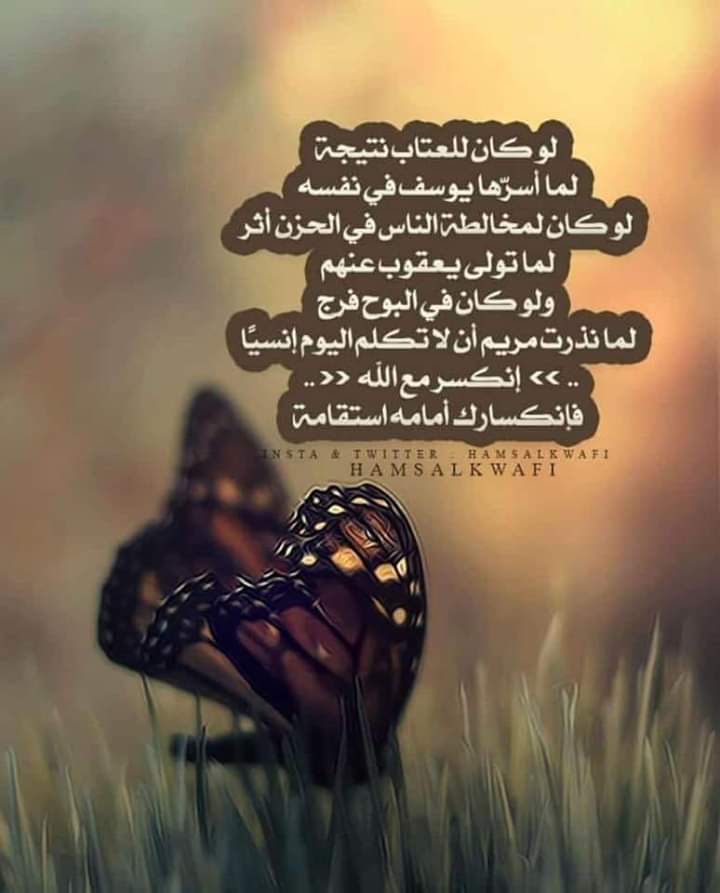 لو كان للعتاب نتيجة
لما أسرّها يوسف في نفسه
لو كان لمخالطة الناس في الحزن أثر
لما تولى يعقوب عنهم
ولو كان في البوح فرج
لما نذرت مريم أن لا تكلم اليوم إنسيًا
.. >> إنكسر مع الله << ..
فإنكسارك أمامه استقامة
INSTA & TWITTER : HAMSALKWAFI
HAMSALKWAFI